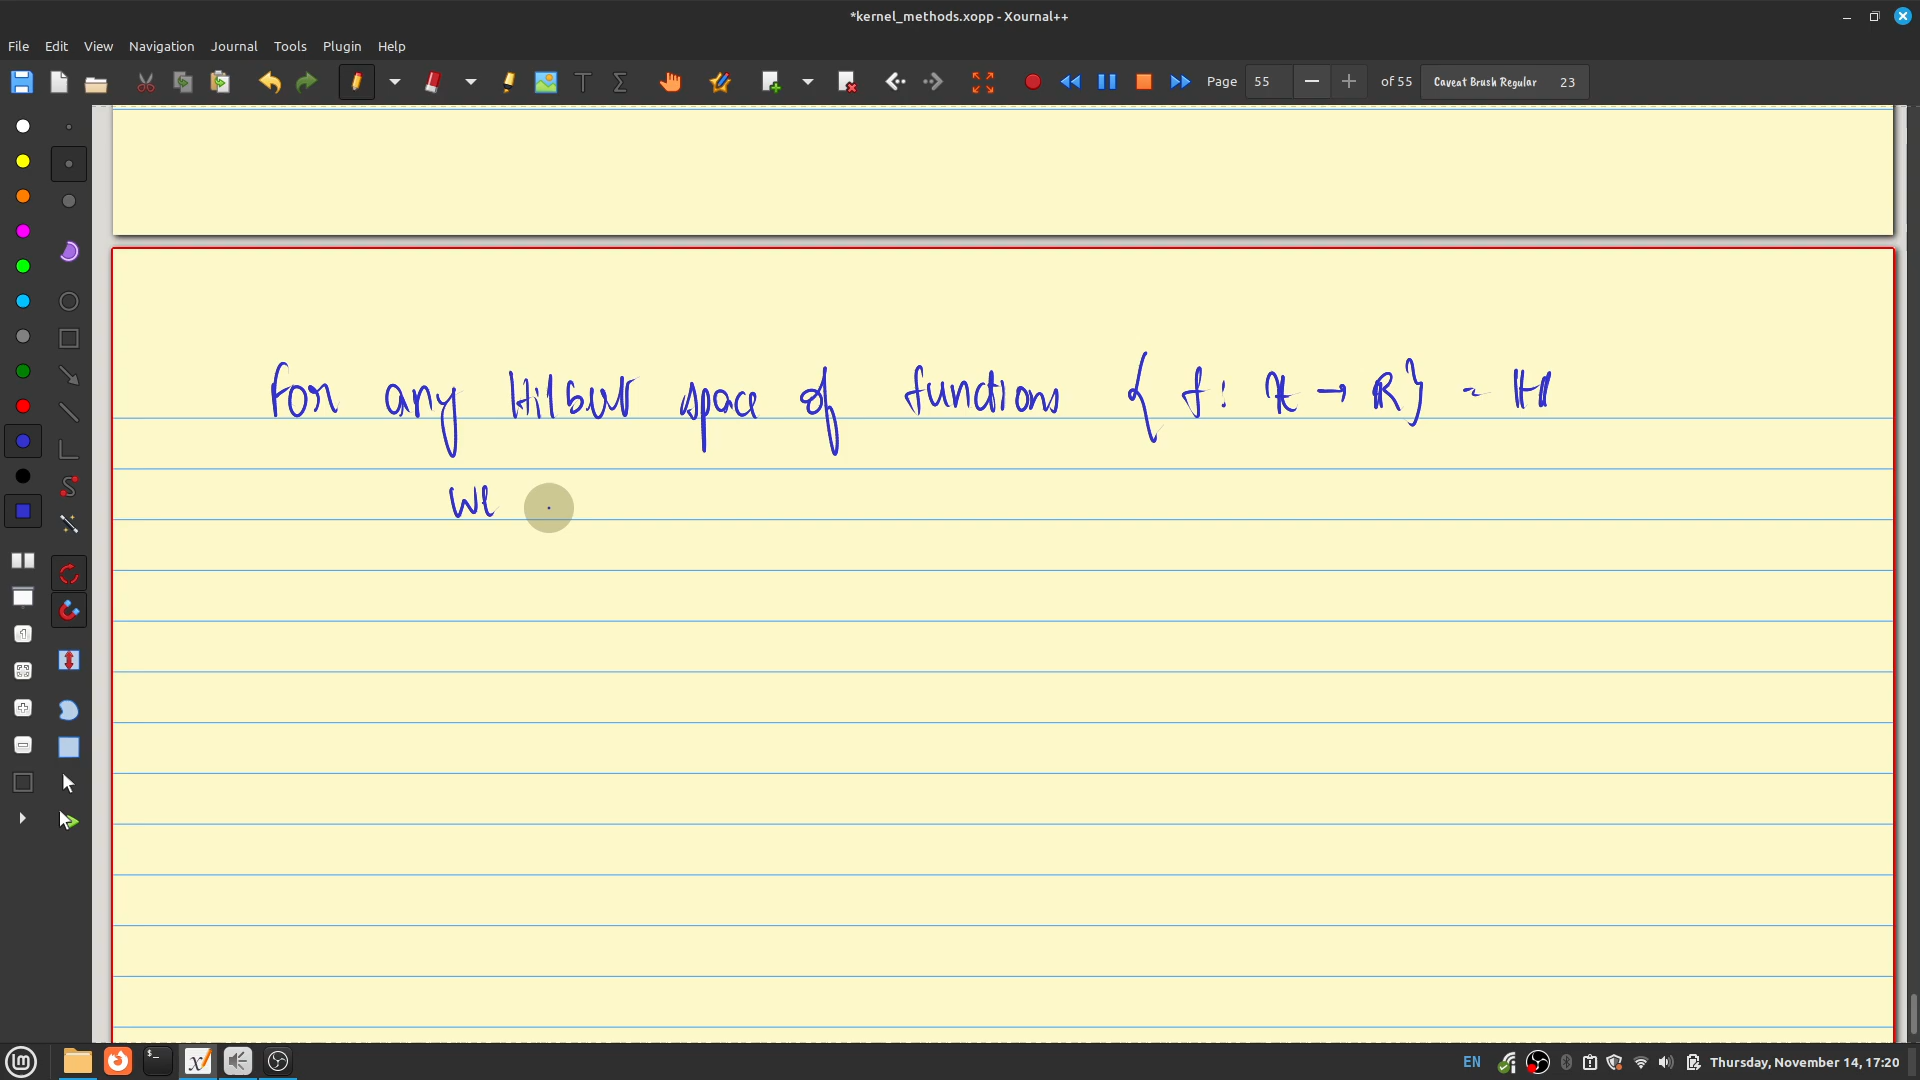 *kernel_methods.xopp - Xournal++
File Edit View Navigation Journal Tools Plugin Help
Page 55 of 55 Caveat Brush Regular 23
For any Hilbert space of functions { f : X → R } = H
we
EN Thursday, November 14, 17:20